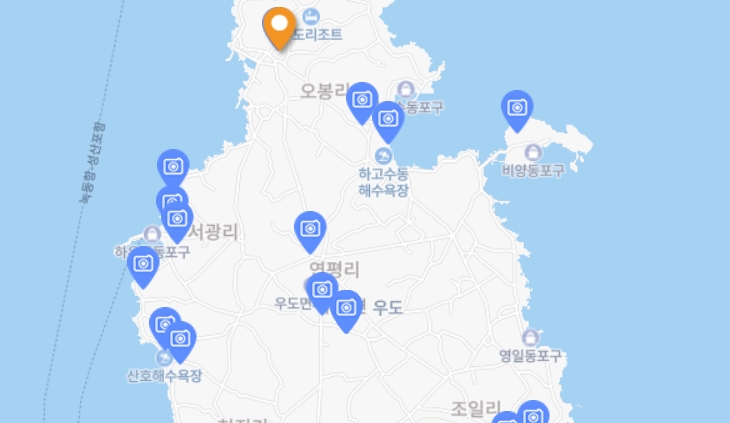 도리조트
오봉리
수동포구
비양동포구
하고수동
해수욕장
녹동항-성산포항
서광리
동포구
연평리
우도면
우도
영일동포구
산호해수욕장
조일리